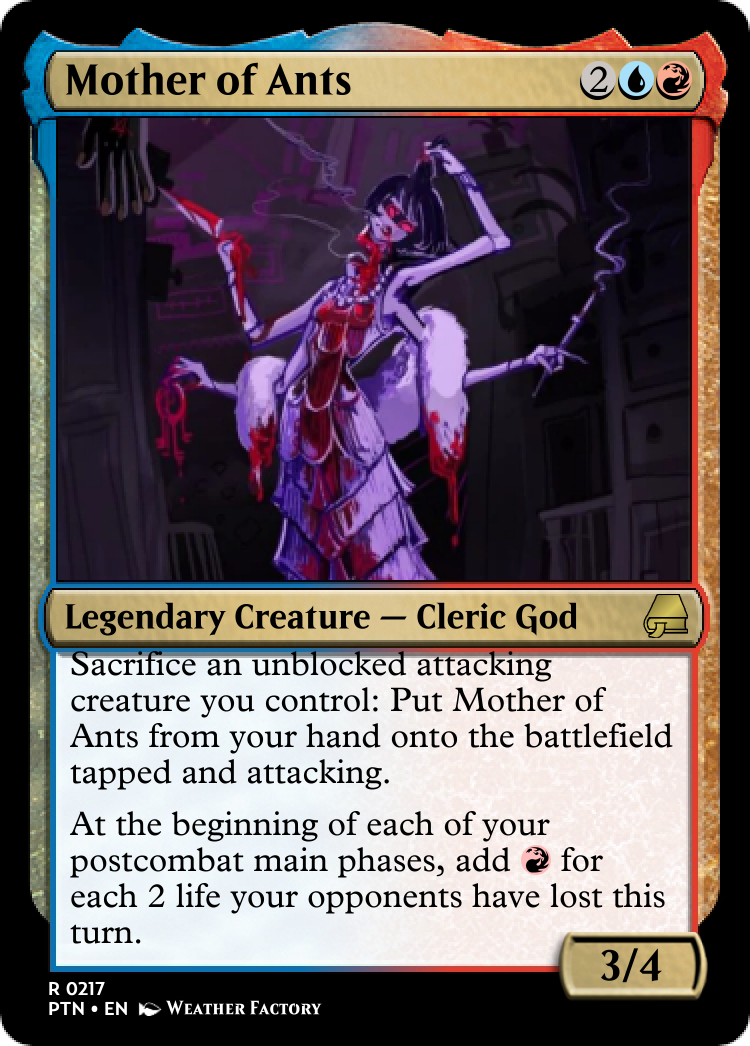 Mother of Ants 2
Legendary Creature — Cleric God
Sacrifice an unblocked attacking
creature you control: Put Mother of
Ants from your hand onto the battlefield
tapped and attacking.
At the beginning of each of your
postcombat main phases, add for
each 2 life your opponents have lost this
turn.
3/4
R 0217
PTN • EN Weather Factory